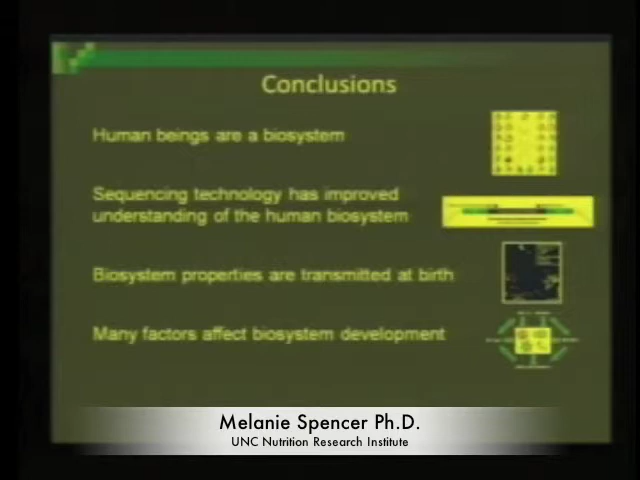 Conclusions
Human beings are a biosystem
Sequencing technology has improved
understanding of the human biosystem
Biosystem properties are transmitted at birth
Many factors affect biosystem development
Melanie Spencer Ph.D.
UNC Nutrition Research Institute